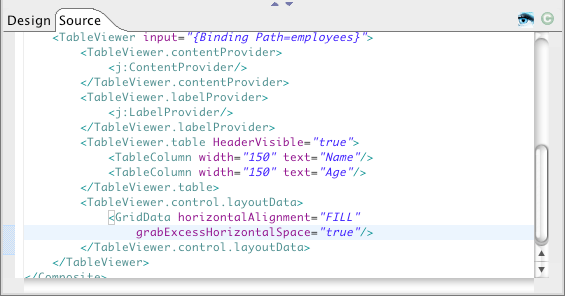 Design Source
<TableViewer input="{Binding Path=employees}">
<TableViewer.contentProvider>
<j:ContentProvider/>
</TableViewer.contentProvider>
<TableViewer.labelProvider>
<j:LabelProvider/>
</TableViewer.labelProvider>
<TableViewer.table HeaderVisible="true">
<TableColumn width="150" text="Name"/>
<TableColumn width="150" text="Age"/>
</TableViewer.table>
<TableViewer.control.layoutData>
<GridData horizontalAlignment="FILL"
grabExcessHorizontalSpace="true"/>
</TableViewer.control.layoutData>
</TableViewer>
</Composite>